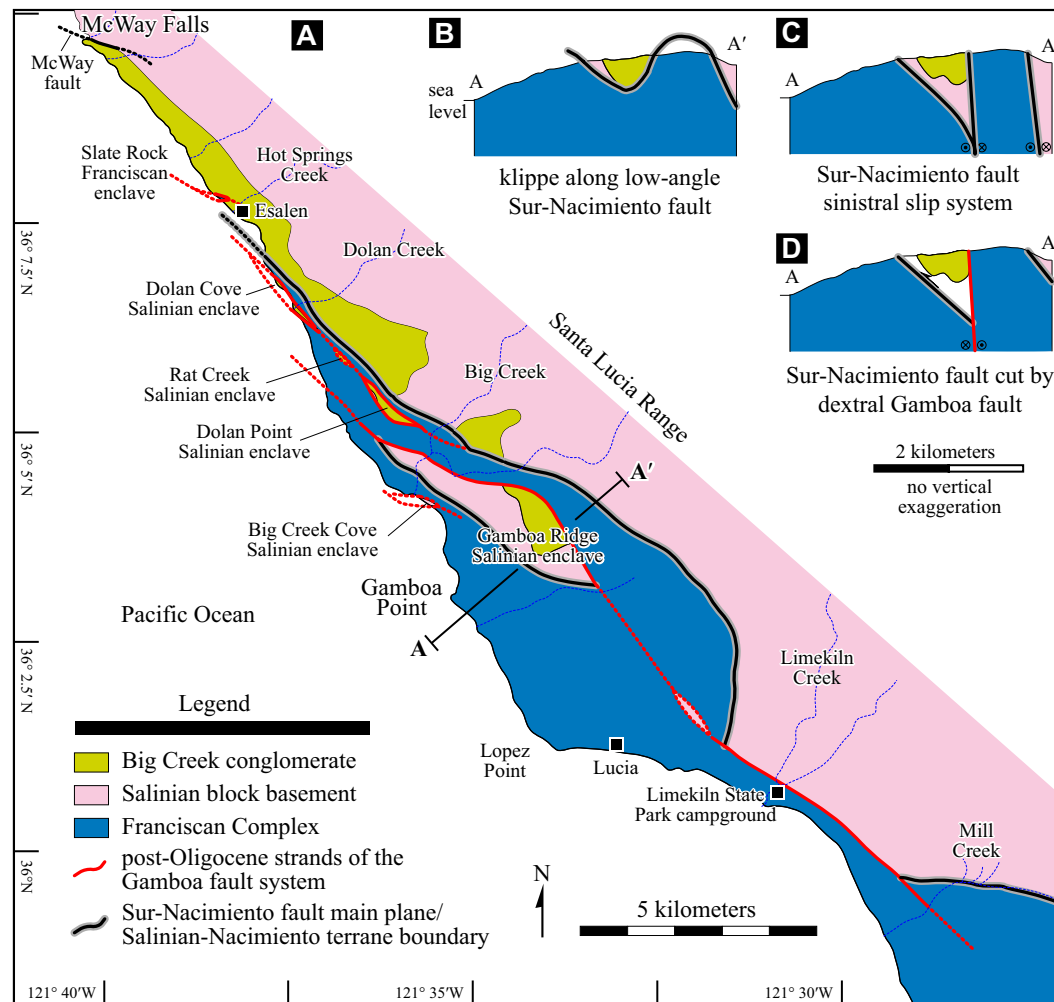 McWay Falls
McWay
fault
A
Slate Rock
Franciscan
enclave
Hot Springs
Creek
Esalen
Dolan Creek
Dolan Cove
Salinian enclave
Santa Lucia Range
Big Creek
Rat Creek
Salinian enclave
Dolan Point
Salinian enclave
A′
Big Creek Cove
Salinian enclave
Gamboa Ridge
Salinian enclave
Gamboa
Point
A
Pacific Ocean
Limekiln
Creek
Lopez
Point
Lucia
Limekiln State
Park campground
Mill
Creek
B
A
A′
sea
level
klippe along low-angle
Sur-Nacimiento fault
C
A
A
Sur-Nacimiento fault
sinistral slip system
D
A
A
Sur-Nacimiento fault cut by
dextral Gamboa fault
2 kilometers
no vertical
exaggeration
Legend
Big Creek conglomerate
Salinian block basement
Franciscan Complex
post-Oligocene strands of the
Gamboa fault system
Sur-Nacimiento fault main plane/
Salinian-Nacimiento terrane boundary
N
5 kilometers
36° 7.5′ N
36° 5′ N
36° 2.5′ N
36°N
121° 40′W
121° 35′W
121° 30′W